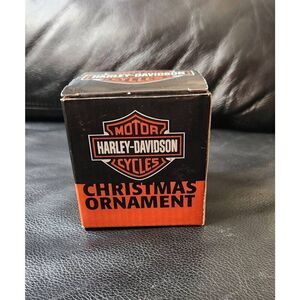 HARLEY-DAVIDSON
MOTOR
HARLEY-DAVIDSON
CYCLES
CHRISTMAS
ORNAMENT